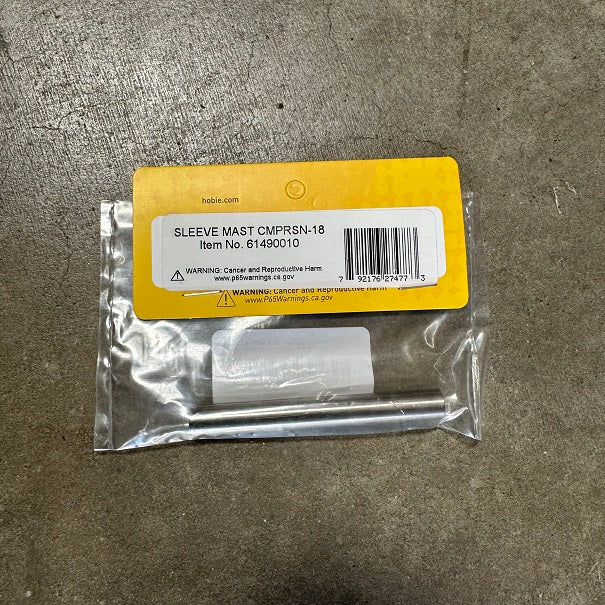 hobie.com
SLEEVE MAST CMPRSN-18
Item No. 61490010
WARNING: Cancer and Reproductive Harm
www.p65warnings.ca.gov
7 92176 27477 3
WARNING: Cancer and Reproductive Harm
www.P65Warnings.ca.gov